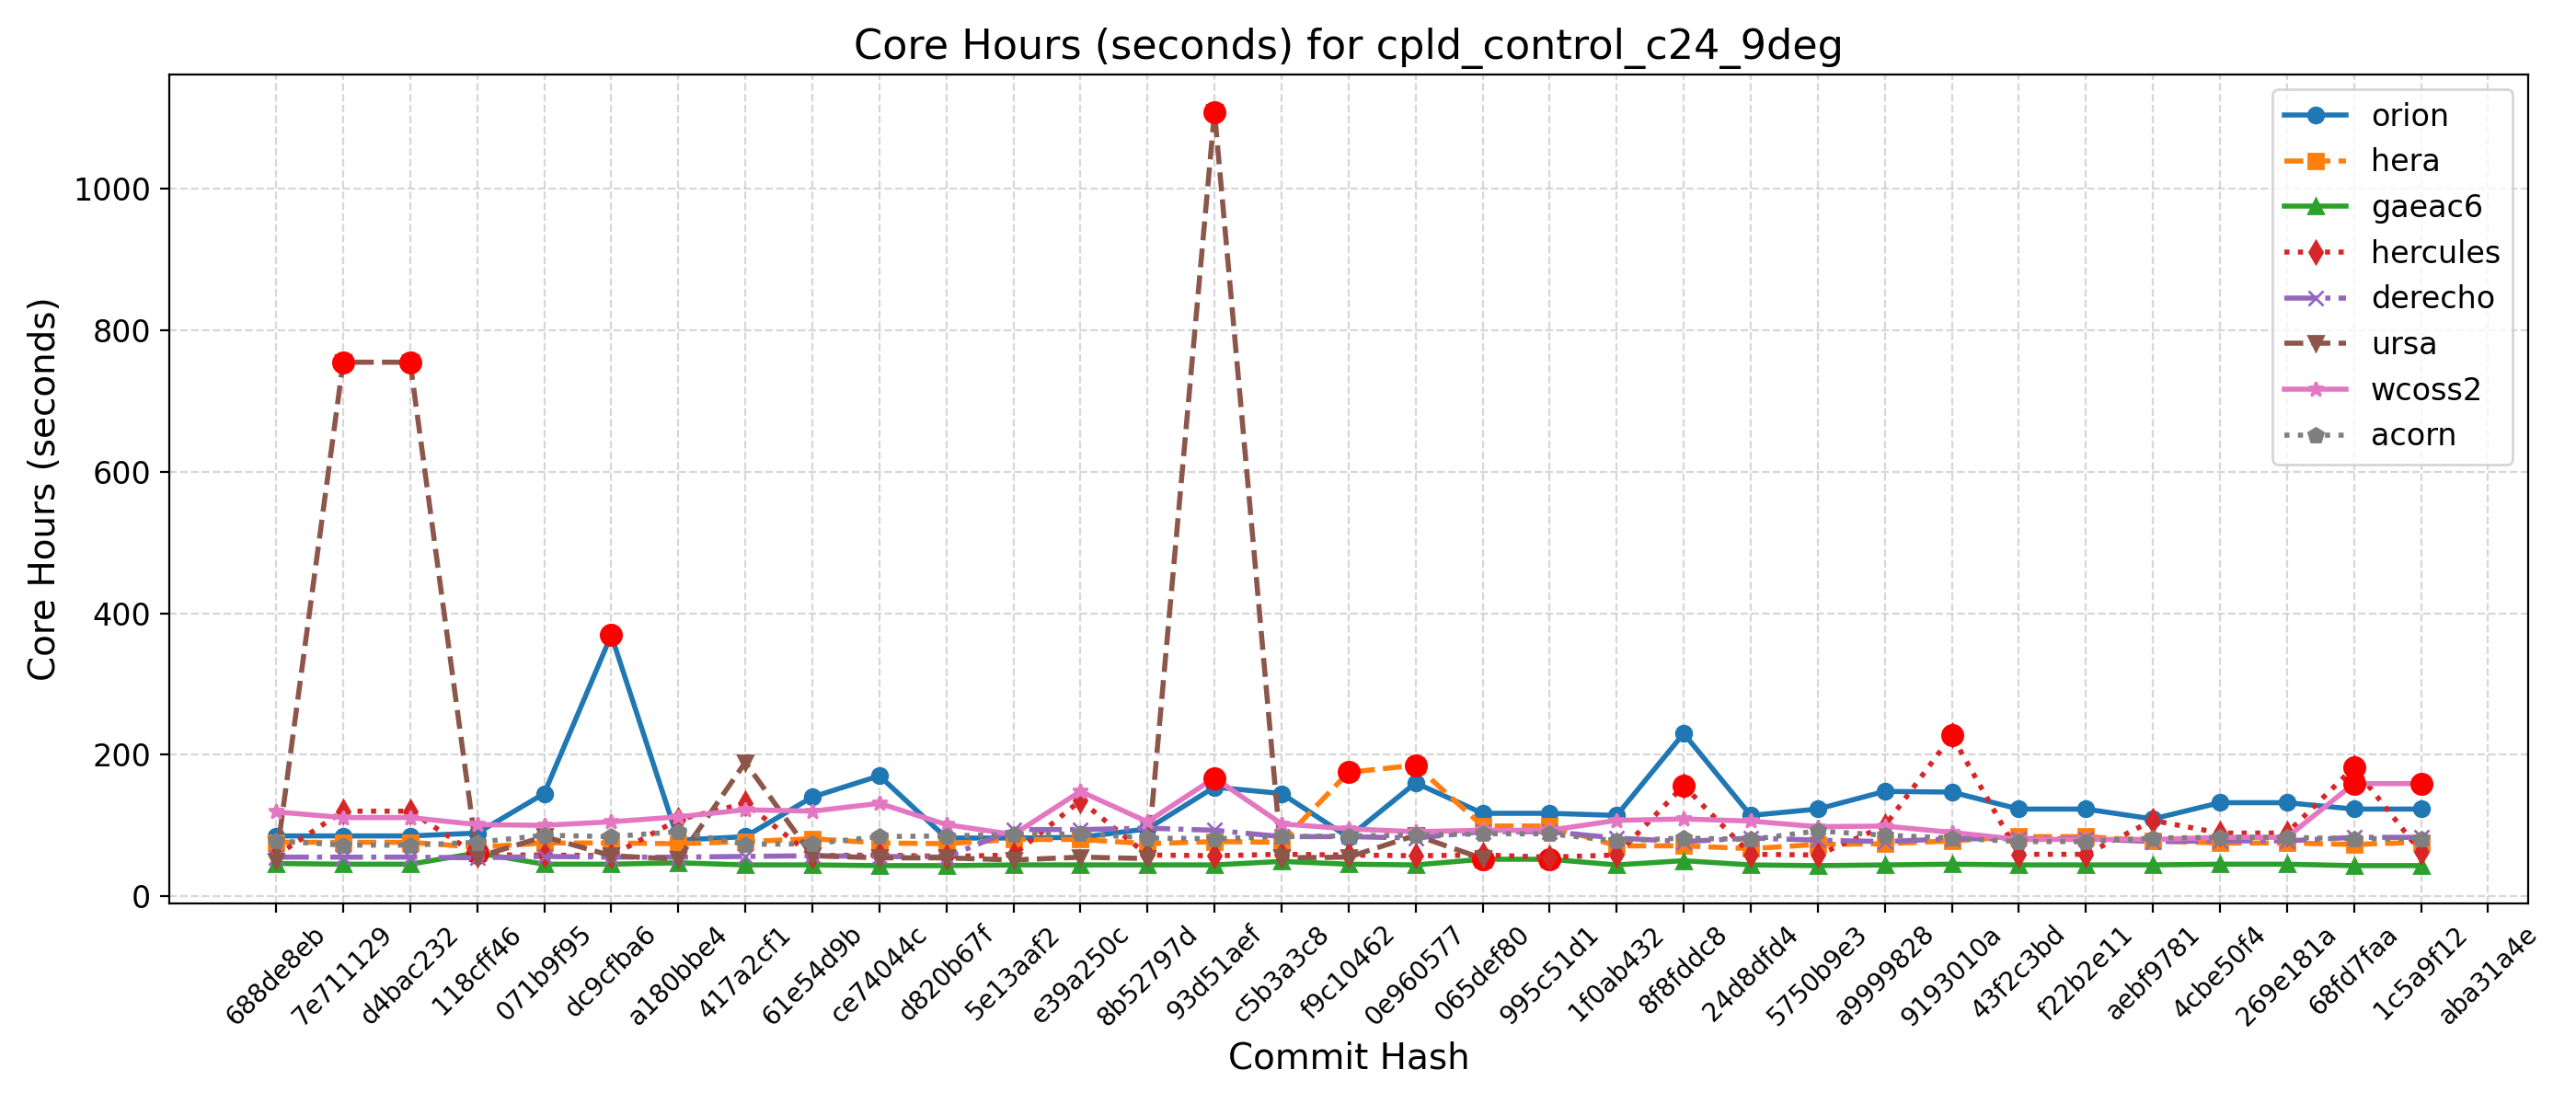 Core Hours (seconds) for cpld_control_c24_9deg
Core Hours (seconds)
1000
800
600
400
200
0
orion
hera
gaeac6
hercules
derecho
ursa
wcoss2
acorn
688de8eb
7e711129
d4bac232
118cff46
071b9f95
dc9cfba6
a180bbe4
417a2cf1
61e54d9b
ce74044c
d820b67f
5e13aaf2
e39a250c
8b52797d
93d51aef
c5b3a3c8
f9c10462
0e960577
065def80
995c51d1
1f0ab432
8f8fddc8
24d8dfd4
5750b9e3
a9999828
9193010a
43f2c3bd
f22b2e11
aebf9781
4cbe50f4
269e181a
68fd7faa
1c5a9f12
aba31a4e
Commit Hash